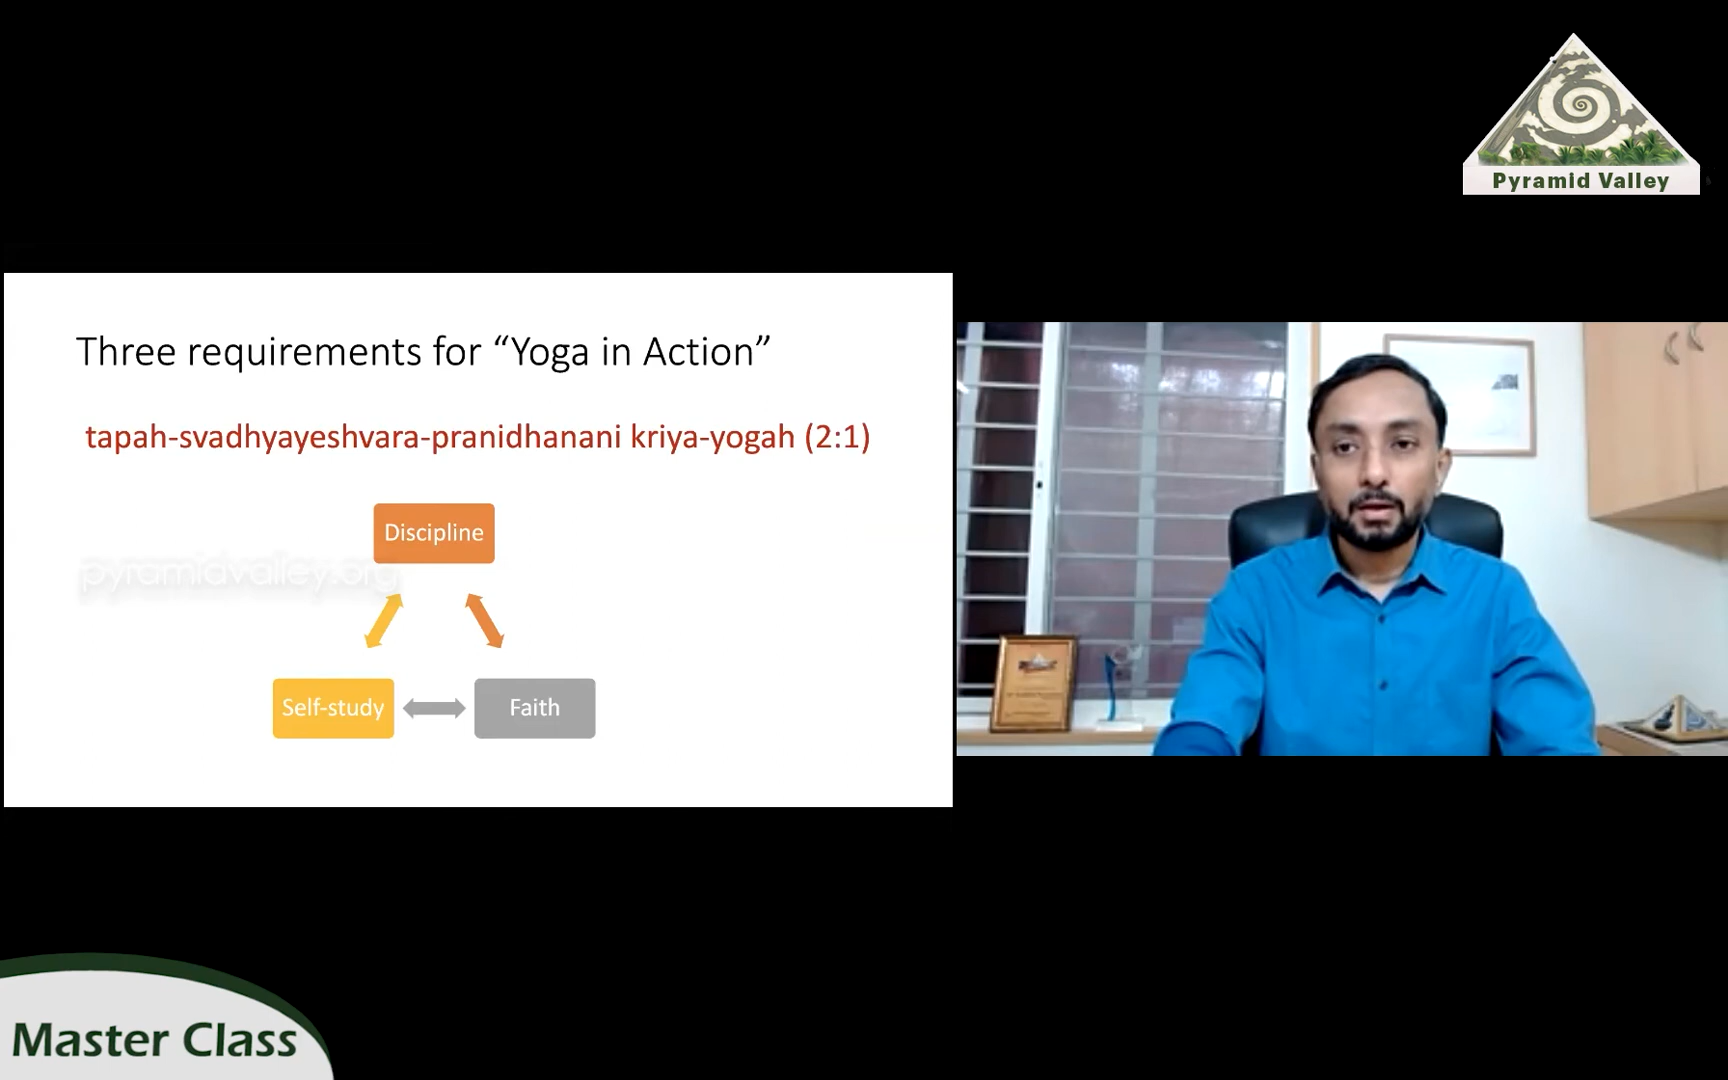 Pyramid Valley
Three requirements for “Yoga in Action”
tapah-svadhyayeshvara-pranidhanani kriya-yogah (2:1)
Discipline
pyramidvalley.org
Self-study
Faith
Master Class